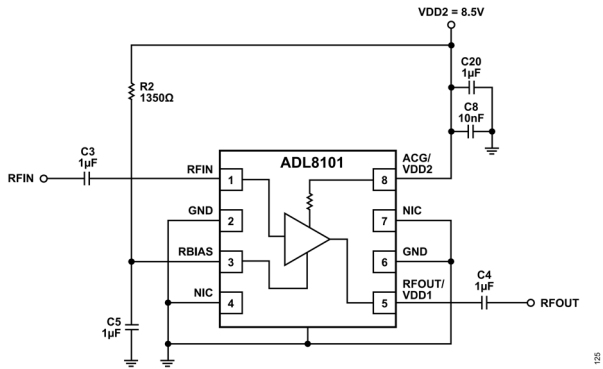 VDD2 = 8.5V
R2
1350Ω
C20
1µF
C8
10nF
C3
1µF
RFIN
ADL8101
RFIN
1
GND
2
RBIAS
3
NIC
4
ACG/
VDD2
8
NIC
7
GND
6
RFOUT/
VDD1
5
C4
1µF
RFOUT
C5
1µF
125